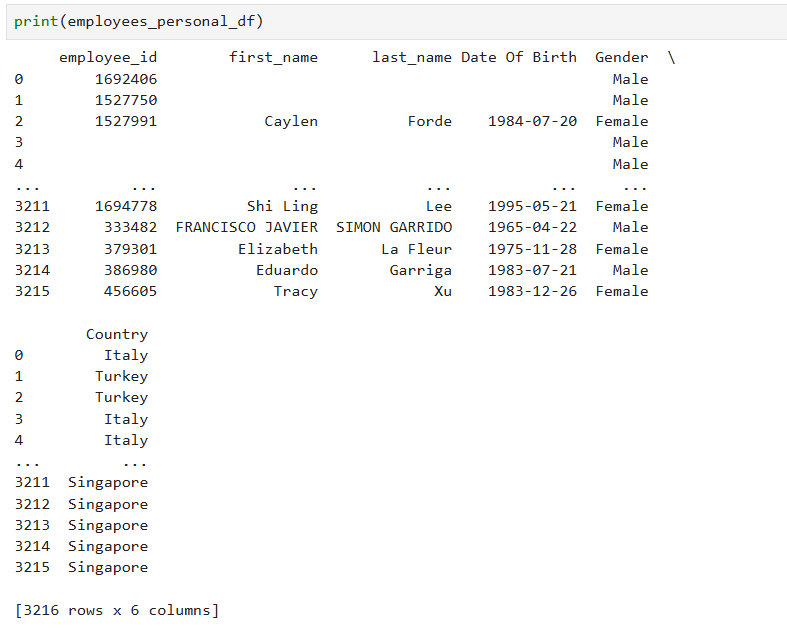 print(employees_personal_df)
employee_id first_name last_name Date Of Birth Gender \
0 1692406 Male
1 1527750 Male
2 1527991 Caylen Forde 1984-07-20 Female
3 Male
4 Male
... ... ... ... ... ...
3211 1694778 Shi Ling Lee 1995-05-21 Female
3212 333482 FRANCISCO JAVIER SIMON GARRIDO 1965-04-22 Male
3213 379301 Elizabeth La Fleur 1975-11-28 Female
3214 386980 Eduardo Garriga 1983-07-21 Male
3215 456605 Tracy Xu 1983-12-26 Female
Country
0 Italy
1 Turkey
2 Turkey
3 Italy
4 Italy
... ...
3211 Singapore
3212 Singapore
3213 Singapore
3214 Singapore
3215 Singapore
[3216 rows x 6 columns]